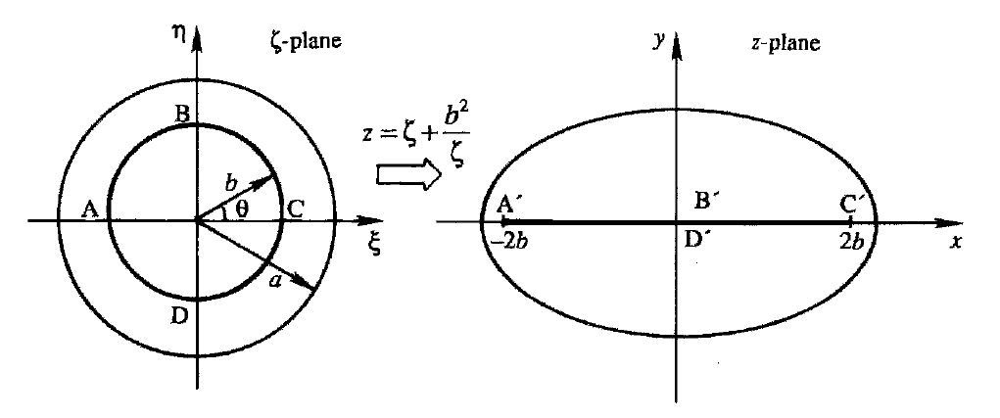 η ζ-plane
B
b
A θ C
ξ
a
D
z = ζ + b²/ζ
y z-plane
A´ B´ C´
−2b D´ 2b x